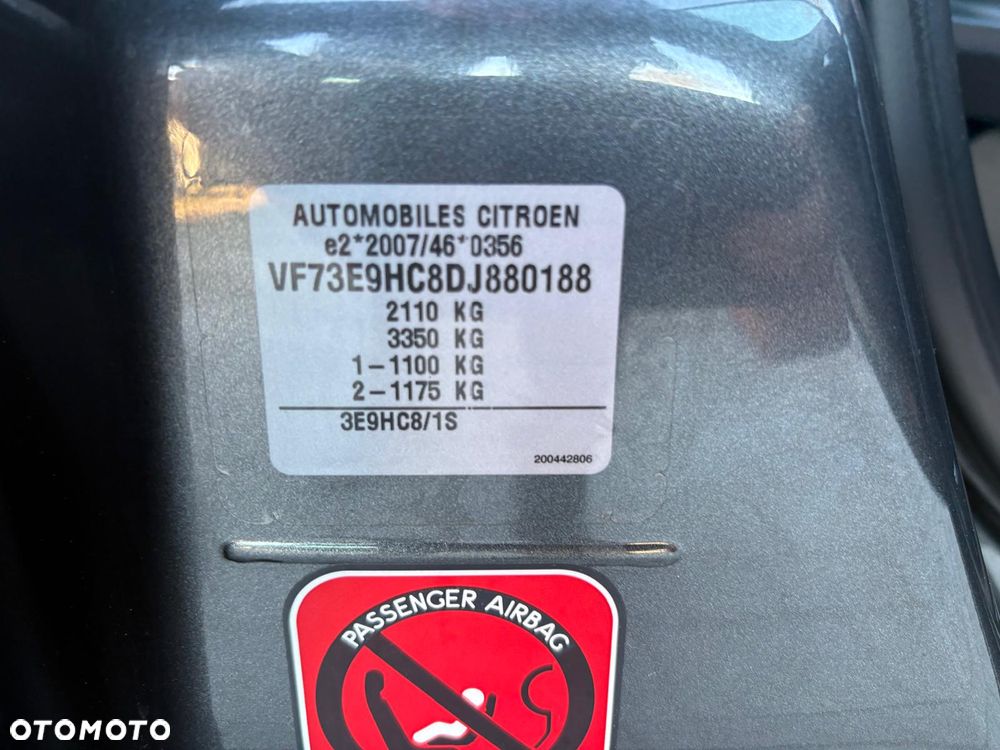 AUTOMOBILES CITROEN
e2*2007/46*0356
VF73E9HC8DJ880188
2110 KG
3350 KG
1-1100 KG
2-1175 KG
3E9HC8/1S
200442806
PASSENGER AIRBAG
OTOMOTO